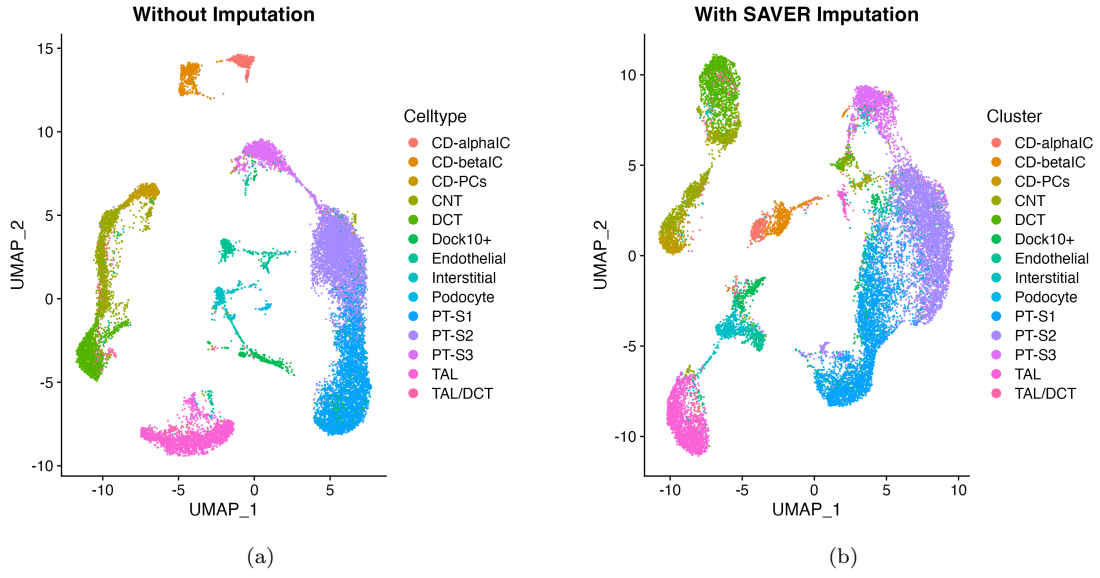 Without Imputation
15
10
5
0
-5
-10
UMAP_2
-10
-5
0
5
UMAP_1
Celltype
CD-alphaIC
CD-betaIC
CD-PCs
CNT
DCT
Dock10+
Endothelial
Interstitial
Podocyte
PT-S1
PT-S2
PT-S3
TAL
TAL/DCT
(a)
With SAVER Imputation
10
5
0
-5
-10
UMAP_2
-10
-5
0
5
10
UMAP_1
Cluster
CD-alphaIC
CD-betaIC
CD-PCs
CNT
DCT
Dock10+
Endothelial
Interstitial
Podocyte
PT-S1
PT-S2
PT-S3
TAL
TAL/DCT
(b)